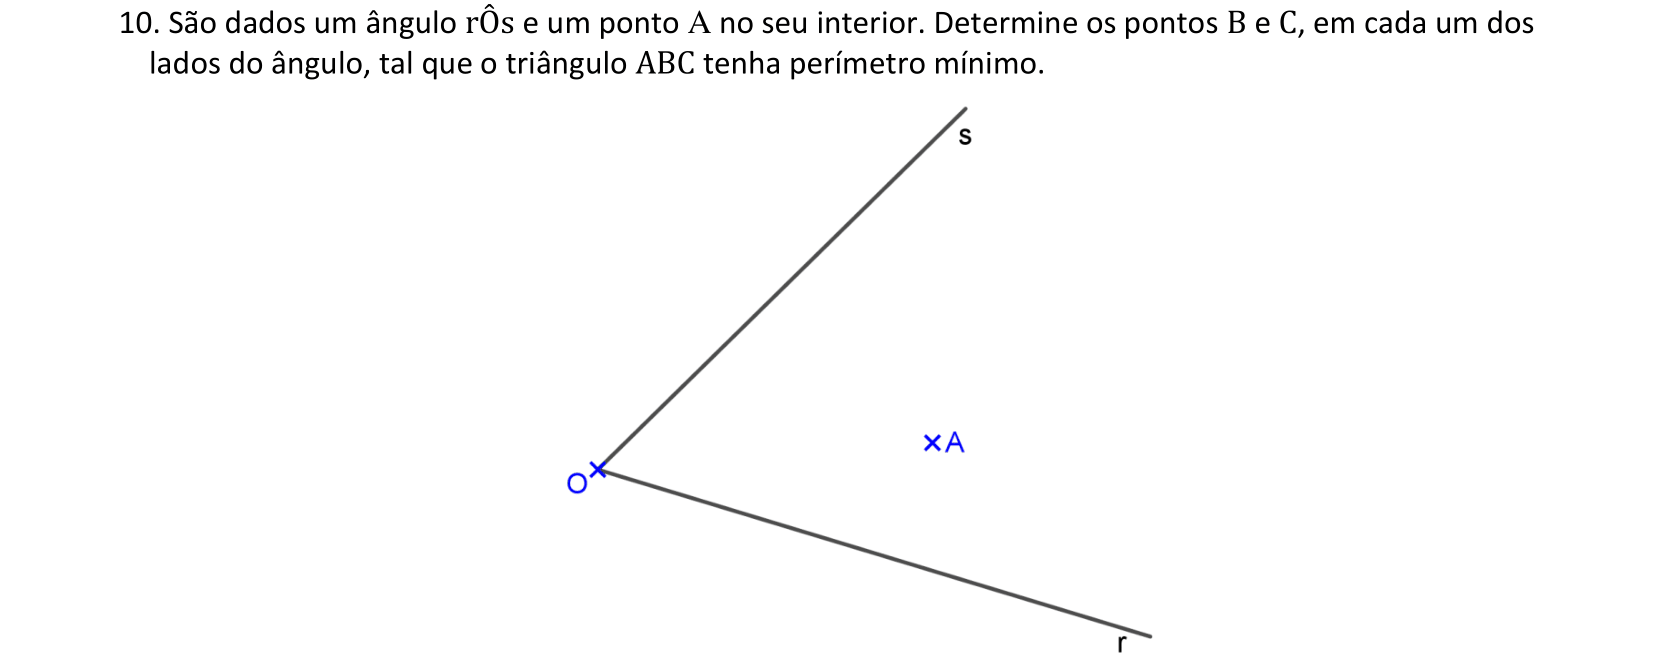 10. São dados um ângulo rÔs e um ponto A no seu interior. Determine os pontos B e C, em cada um dos
lados do ângulo, tal que o triângulo ABC tenha perímetro mínimo.
s
A
O
r